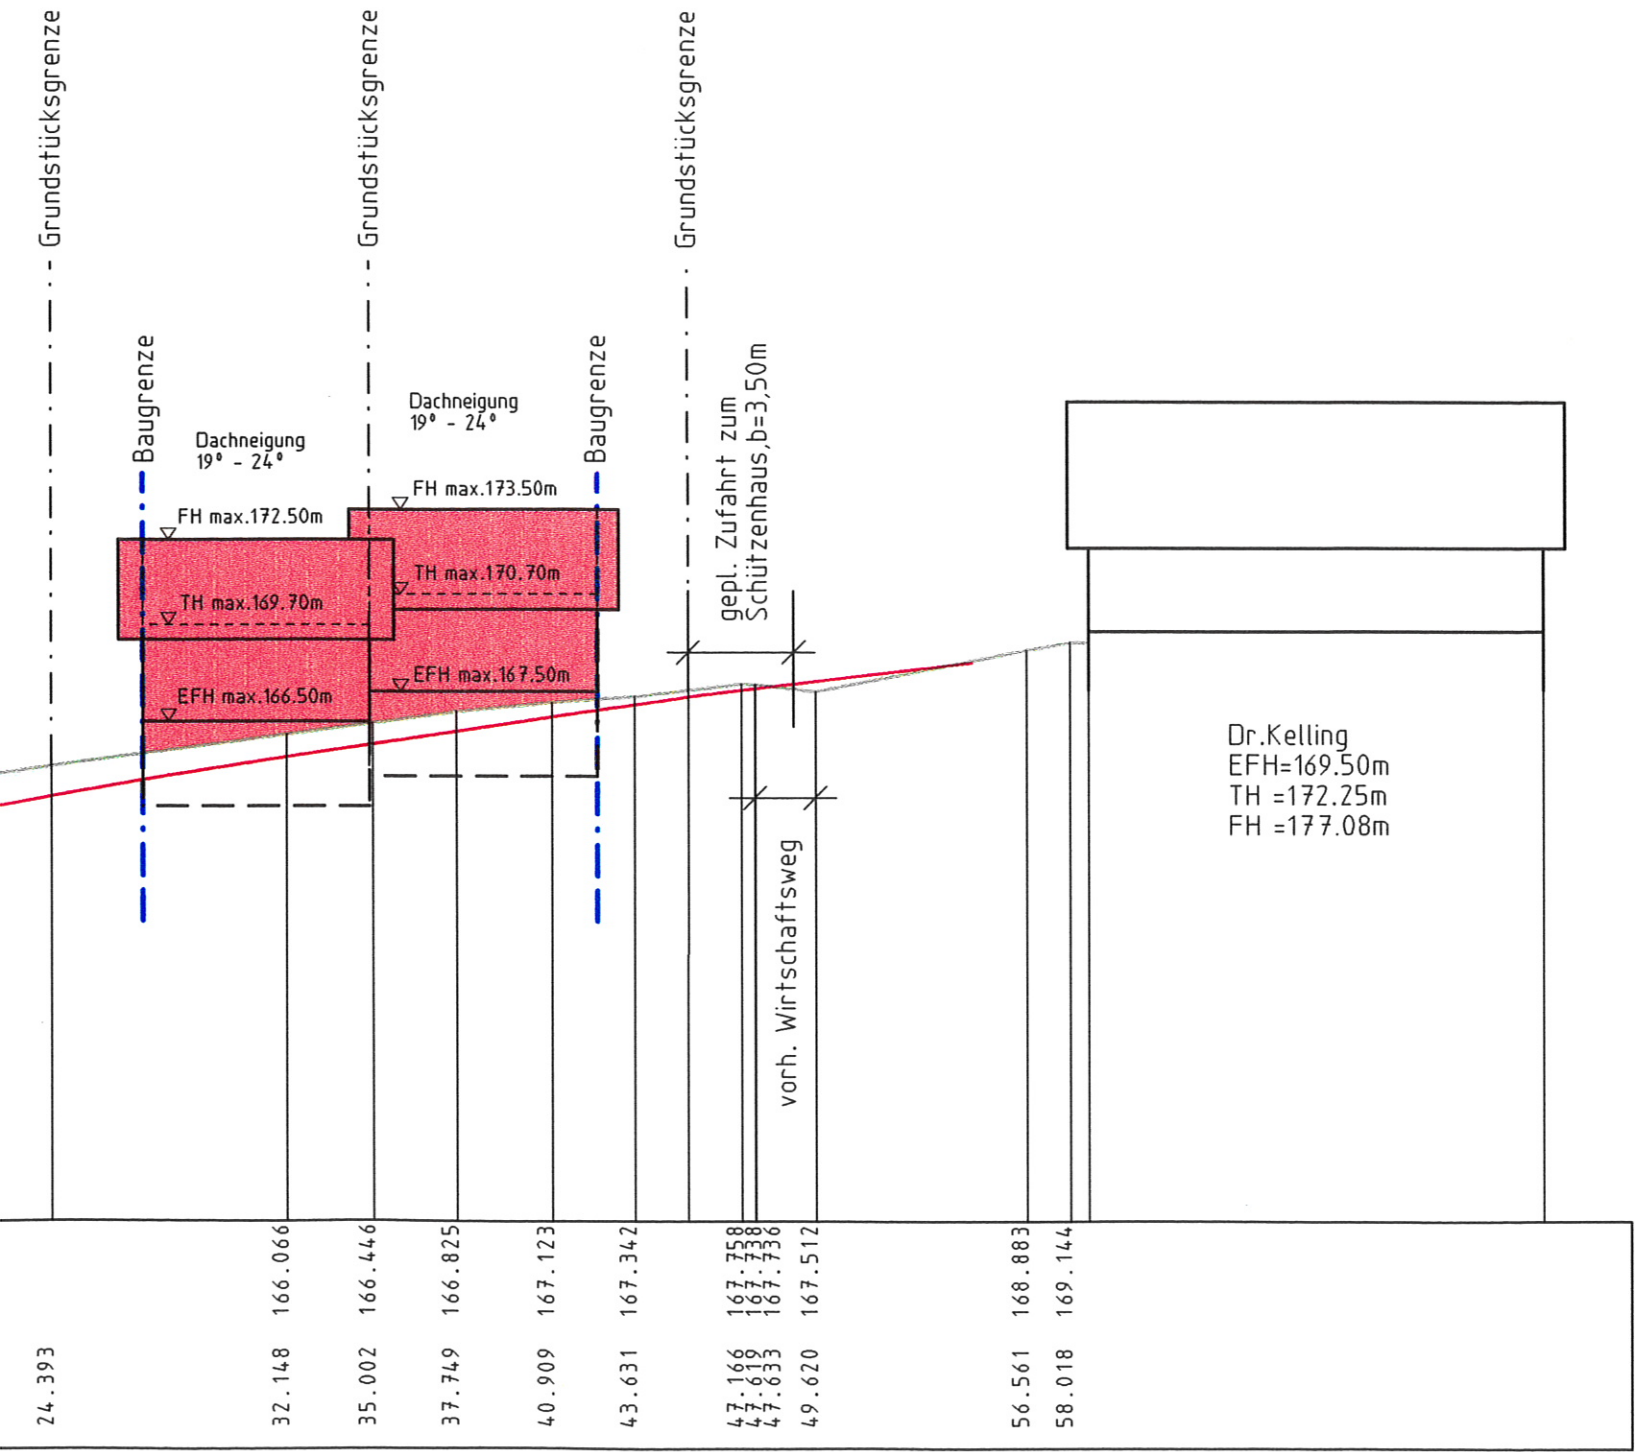 Grundstücksgrenze
Grundstücksgrenze
Grundstücksgrenze
Baugrenze
Baugrenze
Dachneigung
19° - 24°
Dachneigung
19° - 24°
FH max.172.50m
FH max.173.50m
TH max.169.70m
TH max.170.70m
EFH max.166.50m
EFH max.167.50m
gepl. Zufahrt zum
Schützenhaus,b=3,50m
vorh. Wirtschaftsweg
Dr.Kelling
EFH=169.50m
TH =172.25m
FH =177.08m
166.066
166.446
166.825
167.123
167.342
167.758
167.738
167.736
167.512
168.883
169.144
24.393
32.148
35.002
37.749
40.909
43.631
47.166
47.619
47.633
49.620
56.561
58.018